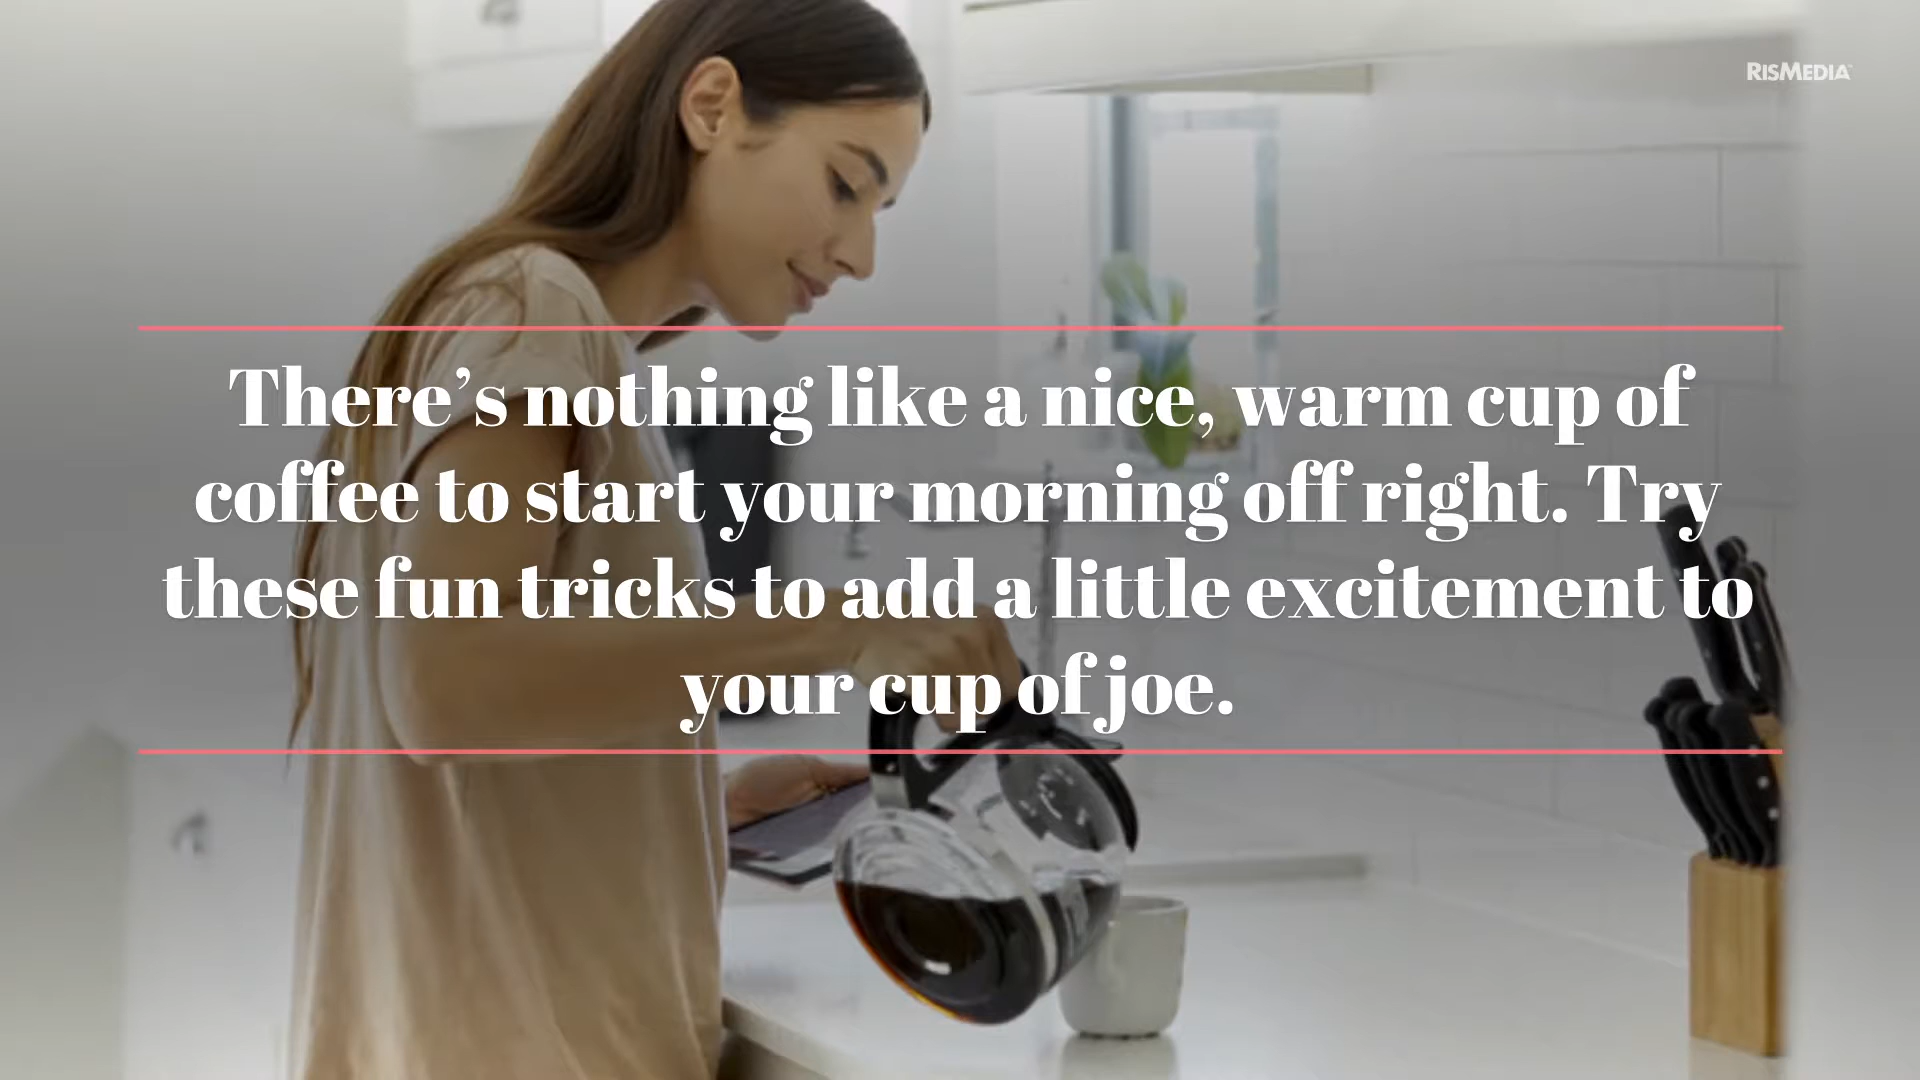 RISMEDIA
There’s nothing like a nice, warm cup of
coffee to start your morning off right. Try
these fun tricks to add a little excitement to
your cup of joe.